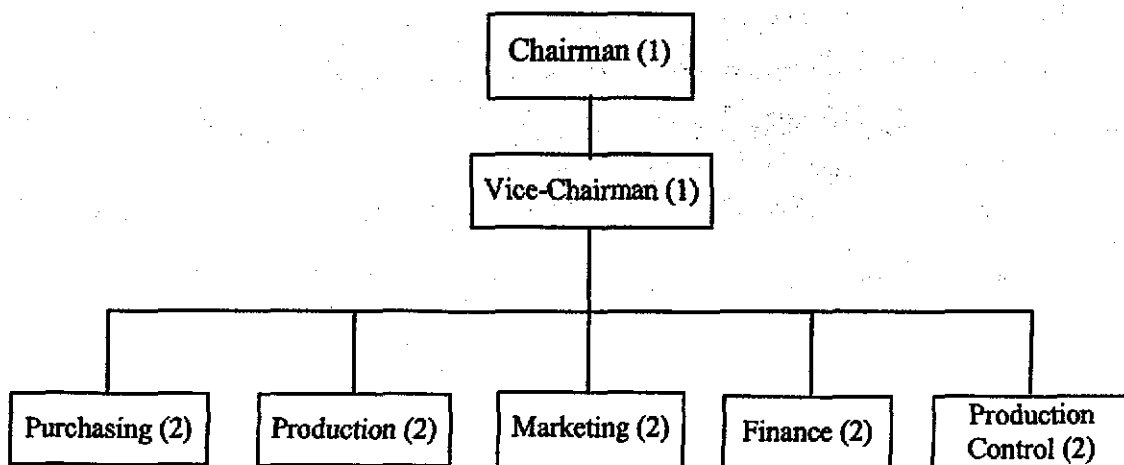 Chairman (1)
Vice-Chairman (1)
Purchasing (2)
Production (2)
Marketing (2)
Finance (2)
Production
Control (2)